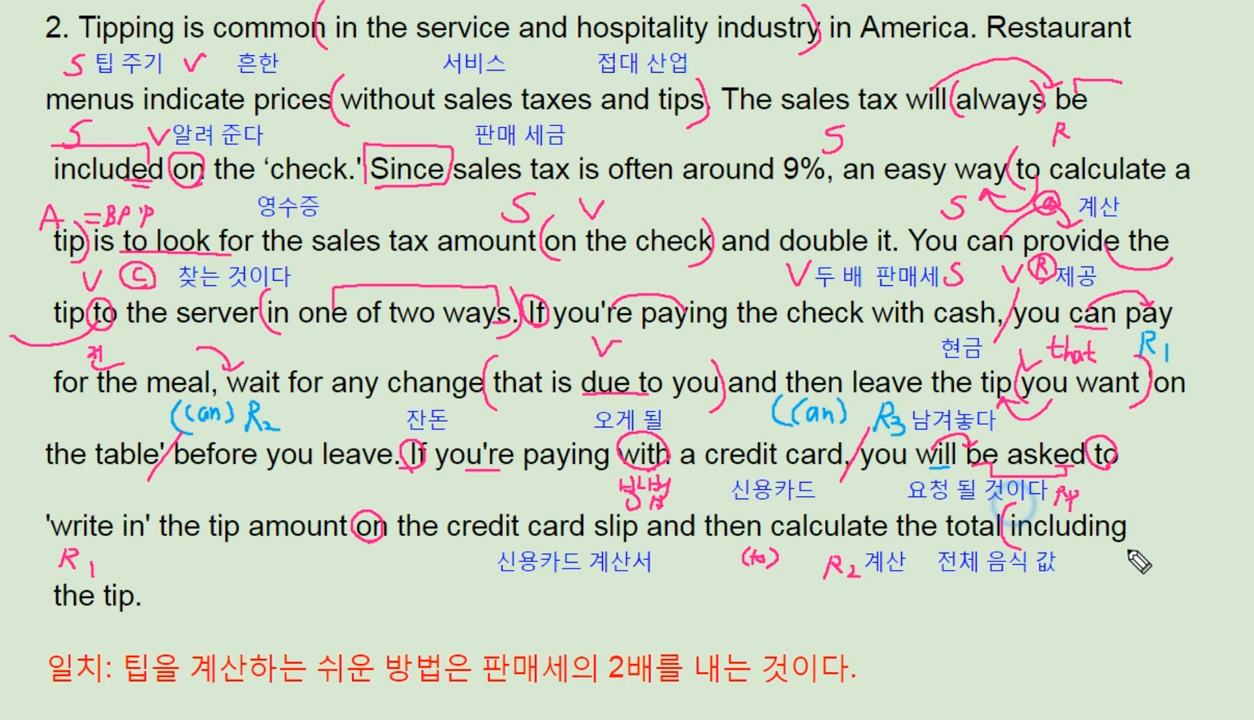 2. Tipping is common ( in the service and hospitality industry ) in America. Restaurant
S 팁 주기 V 흔한 서비스 접대 산업
menus indicate prices ( without sales taxes and tips ). The sales tax will ( always ) be
S V 알려 준다 판매 세금 S R
included on the ‘check.' Since sales tax is often around 9%, an easy way ( to calculate a
A =BP'P 영수증 S V S 계산
tip ) is to look for the sales tax amount ( on the check ) and double it. You can provide the
V C 찾는 것이다 V 두 배 판매세 S V R 제공
tip to the server ( in one of two ways. ) If you're paying the check with cash, / you can pay
전 V 현금 that R1
for the meal, wait for any change ( that is due to you ) and then leave the tip ( you want ) 'on
(can) R2 잔돈 오게 될 (can) R3 남겨놓다
the table' / before you leave. If you're paying with a credit card, / you will be asked to
신용카드 요청 될 것이다 PP
'write in' the tip amount on the credit card slip and then calculate the total ( including
R1 신용카드 계산서 (to) R2 계산 전체 음식 값
the tip.
일치: 팁을 계산하는 쉬운 방법은 판매세의 2배를 내는 것이다.